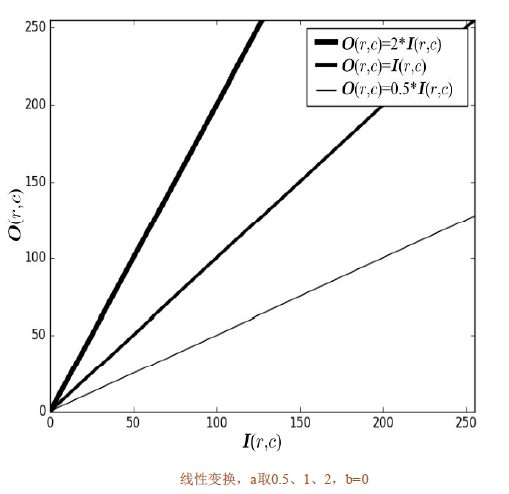 O(r,c)=2*I(r,c)
O(r,c)=I(r,c)
O(r,c)=0.5*I(r,c)
250
200
150
100
50
0
O(r,c)
0 50 100 150 200 250
I(r,c)
线性变换，a取0.5、1、2，b=0